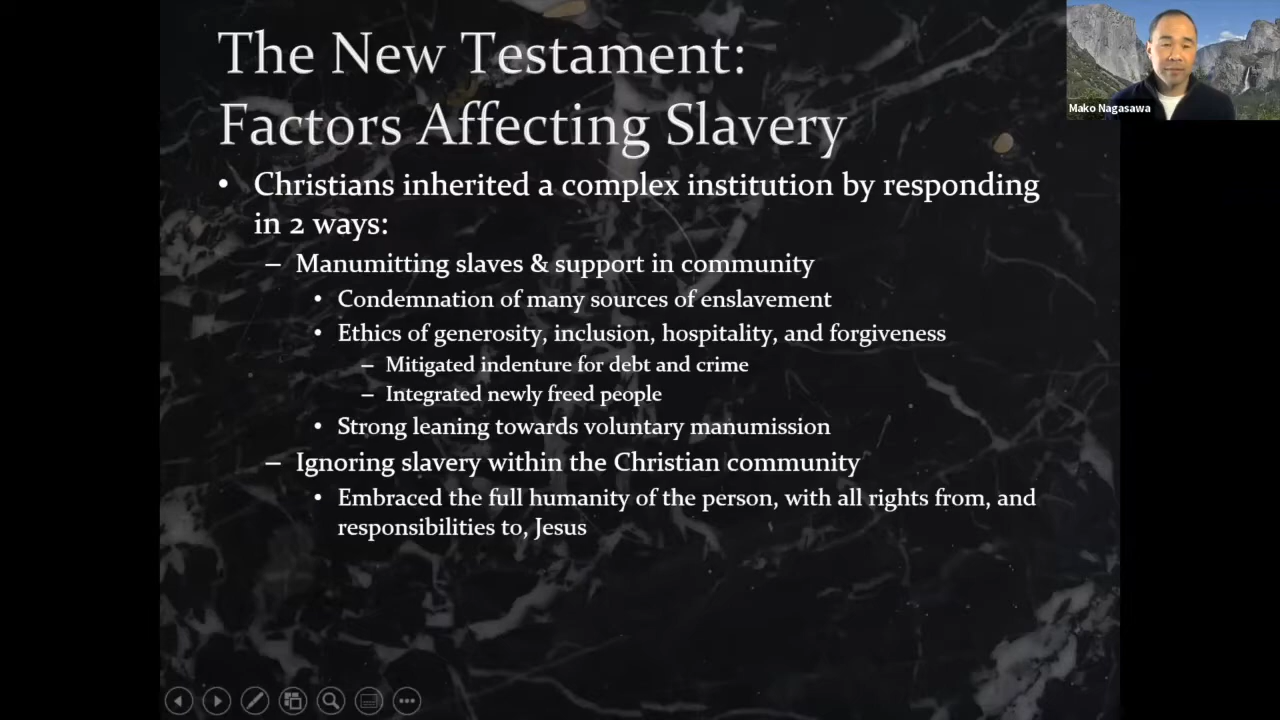 The New Testament:
Factors Affecting Slavery
• Christians inherited a complex institution by responding
in 2 ways:
– Manumitting slaves & support in community
• Condemnation of many sources of enslavement
• Ethics of generosity, inclusion, hospitality, and forgiveness
– Mitigated indenture for debt and crime
– Integrated newly freed people
• Strong leaning towards voluntary manumission
– Ignoring slavery within the Christian community
• Embraced the full humanity of the person, with all rights from, and
responsibilities to, Jesus
Mako Nagasawa